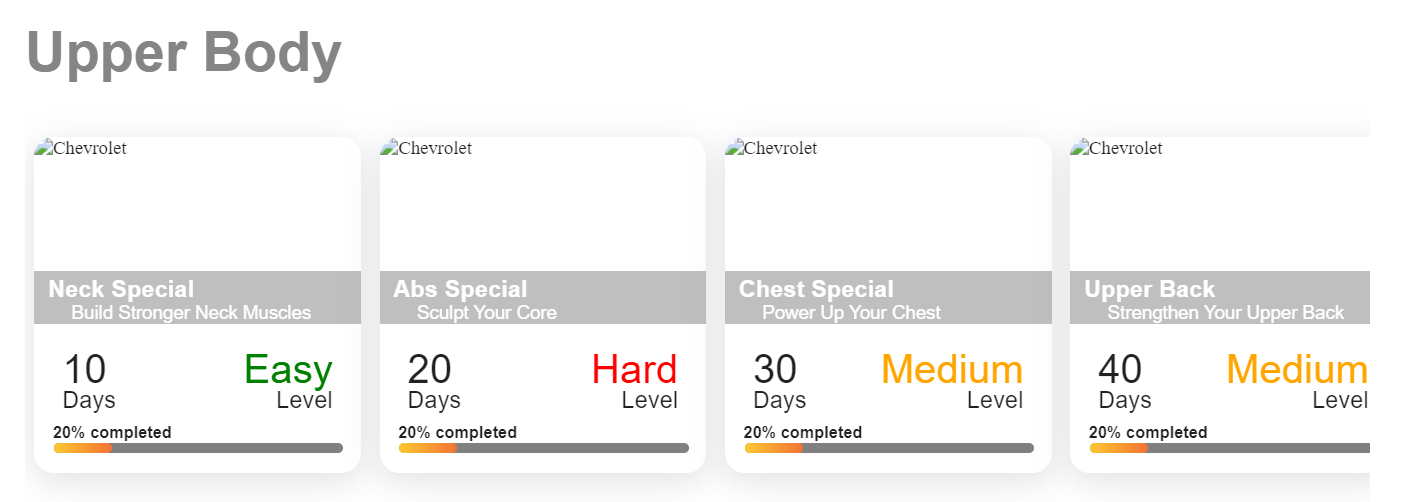 Upper Body
Chevrolet
Neck Special
Build Stronger Neck Muscles
10
Days
Easy
Level
20% completed
Chevrolet
Abs Special
Sculpt Your Core
20
Days
Hard
Level
20% completed
Chevrolet
Chest Special
Power Up Your Chest
30
Days
Medium
Level
20% completed
Chevrolet
Upper Back
Strengthen Your Upper Back
40
Days
Medium
Level
20% completed